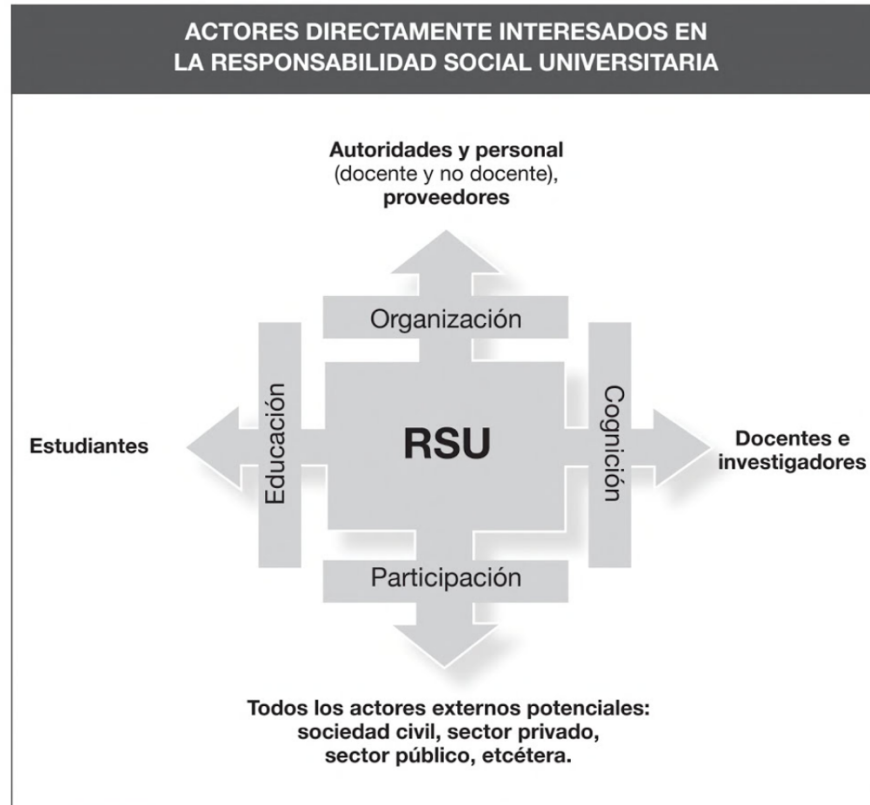 ACTORES DIRECTAMENTE INTERESADOS EN
LA RESPONSABILIDAD SOCIAL UNIVERSITARIA
Autoridades y personal
(docente y no docente),
proveedores
Organización
Educación
Cognición
RSU
Estudiantes
Docentes e
investigadores
Participación
Todos los actores externos potenciales:
sociedad civil, sector privado,
sector público, etcétera.